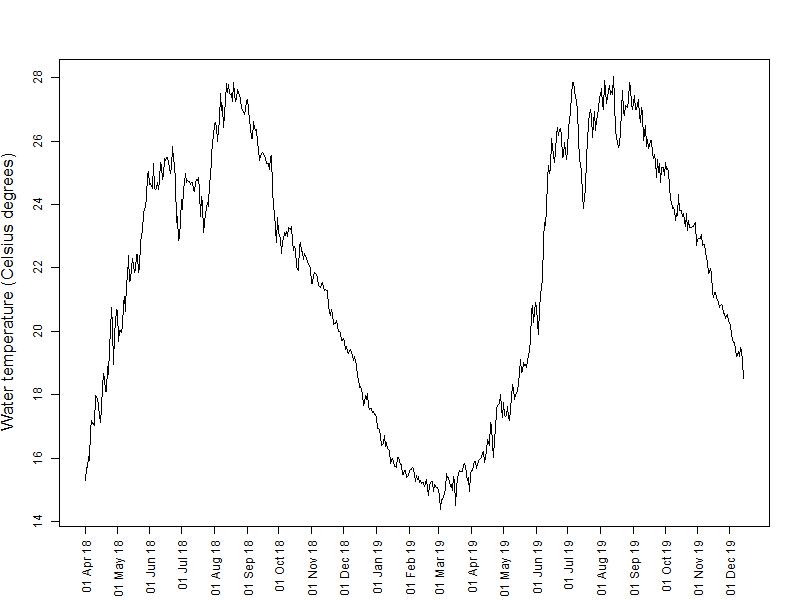 Water temperature (Celsius degrees)
28
26
24
22
20
18
16
14
01 Apr 18
01 May 18
01 Jun 18
01 Jul 18
01 Aug 18
01 Sep 18
01 Oct 18
01 Nov 18
01 Dec 18
01 Jan 19
01 Feb 19
01 Mar 19
01 Apr 19
01 May 19
01 Jun 19
01 Jul 19
01 Aug 19
01 Sep 19
01 Oct 19
01 Nov 19
01 Dec 19